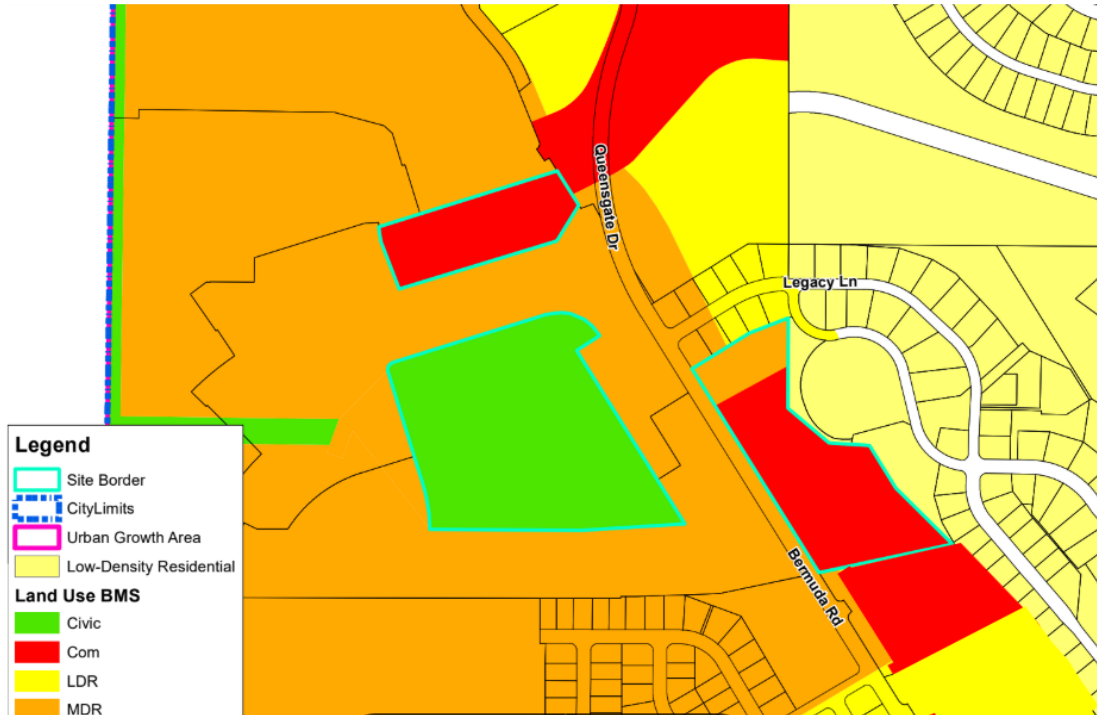 Queensgate Dr
Legacy Ln
Bermuda Rd
Legend
Site Border
CityLimits
Urban Growth Area
Low-Density Residential
Land Use BMS
Civic
Com
LDR
MDR